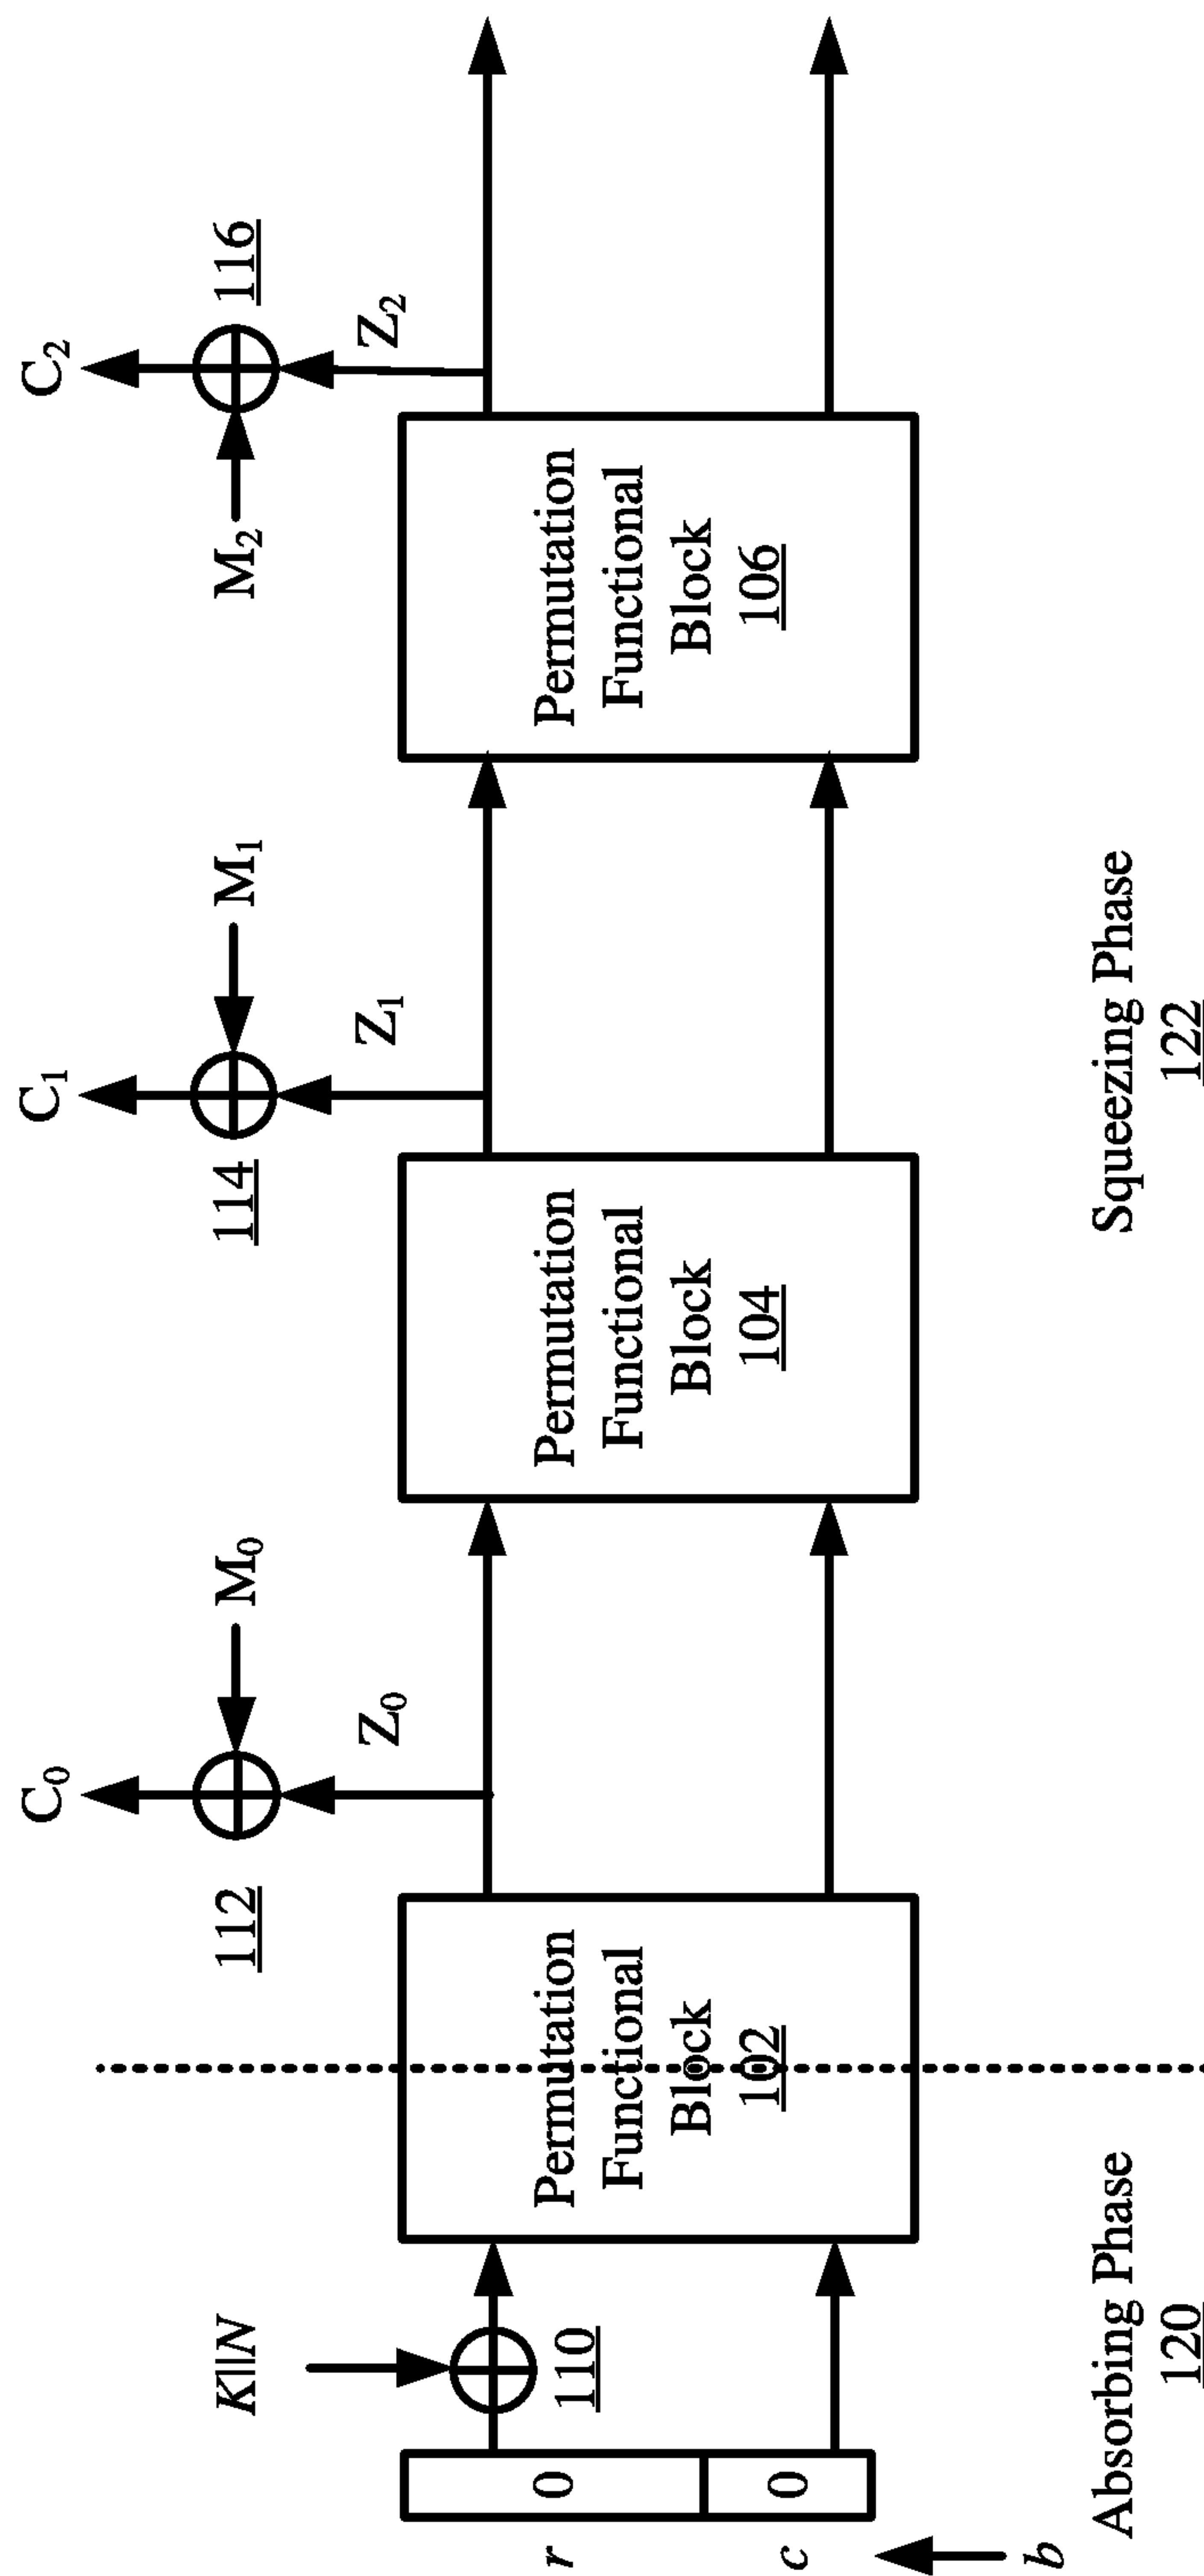 C₀
C₁
C₂
112
M₀
114
M₁
M₂
116
K||N
Z₀
Z₁
Z₂
110
r
0
c
0
b
Permutation
Functional
Block
102
Permutation
Functional
Block
104
Permutation
Functional
Block
106
Absorbing Phase
120
Squeezing Phase
122